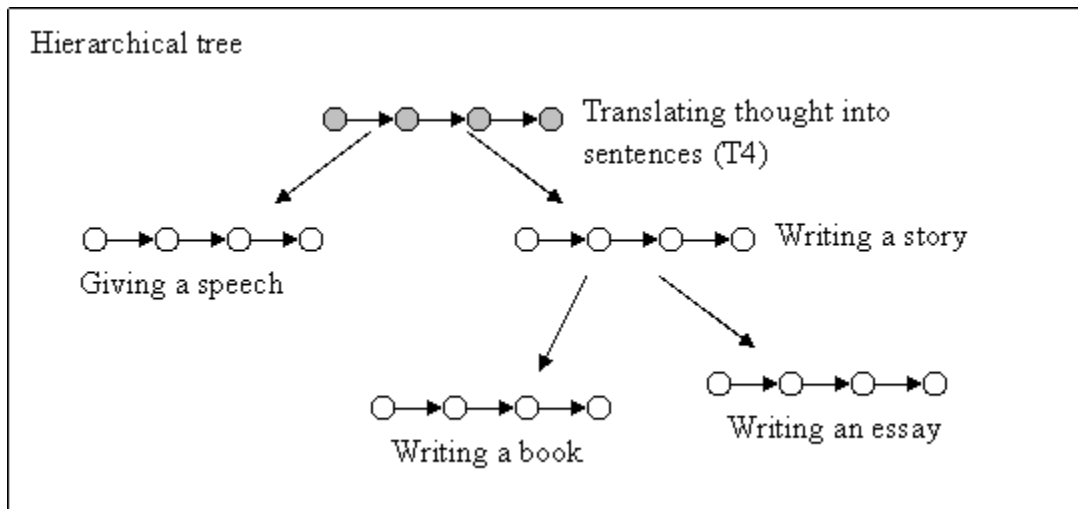 Hierarchical tree
Translating thought into
sentences (T4)
Writing a story
Giving a speech
Writing an essay
Writing a book